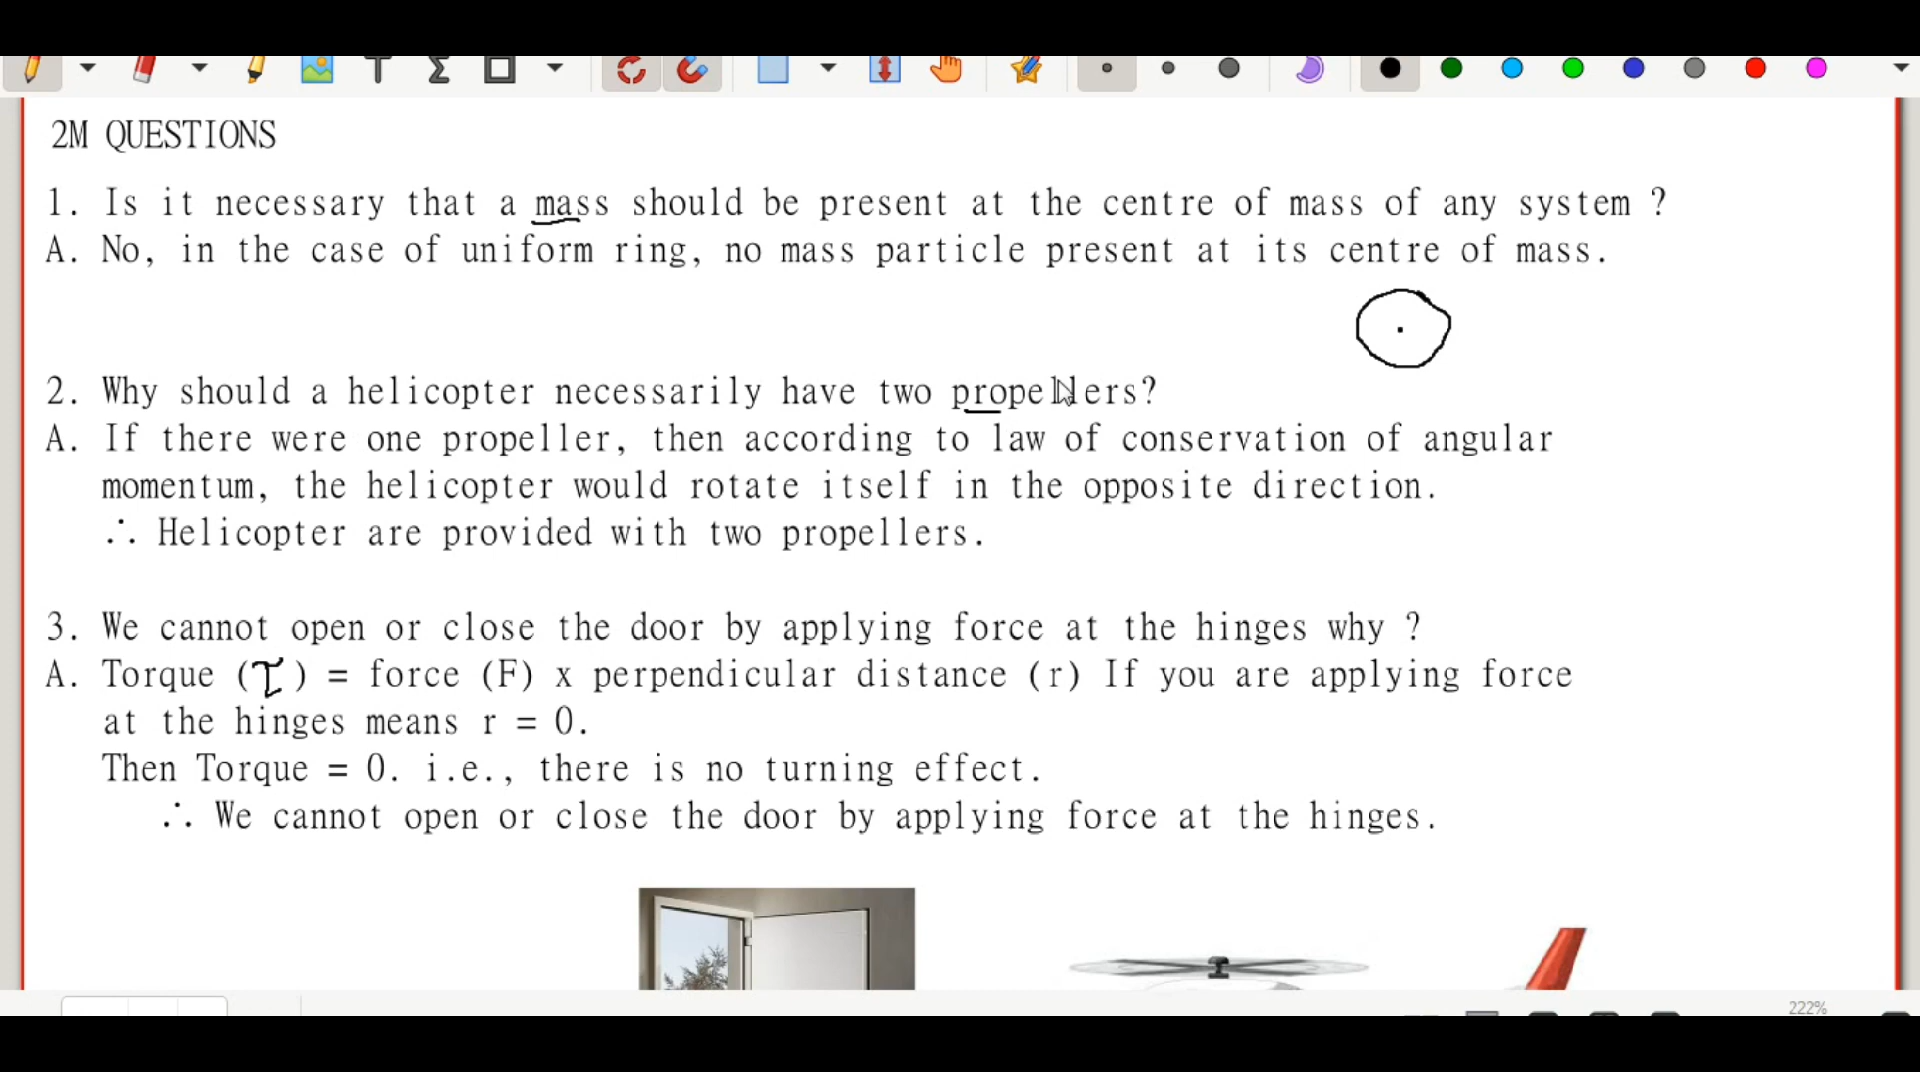 2M QUESTIONS
1. Is it necessary that a mass should be present at the centre of mass of any system ?
A. No, in the case of uniform ring, no mass particle present at its centre of mass.
2. Why should a helicopter necessarily have two propellers?
A. If there were one propeller, then according to law of conservation of angular
momentum, the helicopter would rotate itself in the opposite direction.
∴ Helicopter are provided with two propellers.
3. We cannot open or close the door by applying force at the hinges why ?
A. Torque (τ) = force (F) x perpendicular distance (r) If you are applying force
at the hinges means r = 0.
Then Torque = 0. i.e., there is no turning effect.
∴ We cannot open or close the door by applying force at the hinges.
222%